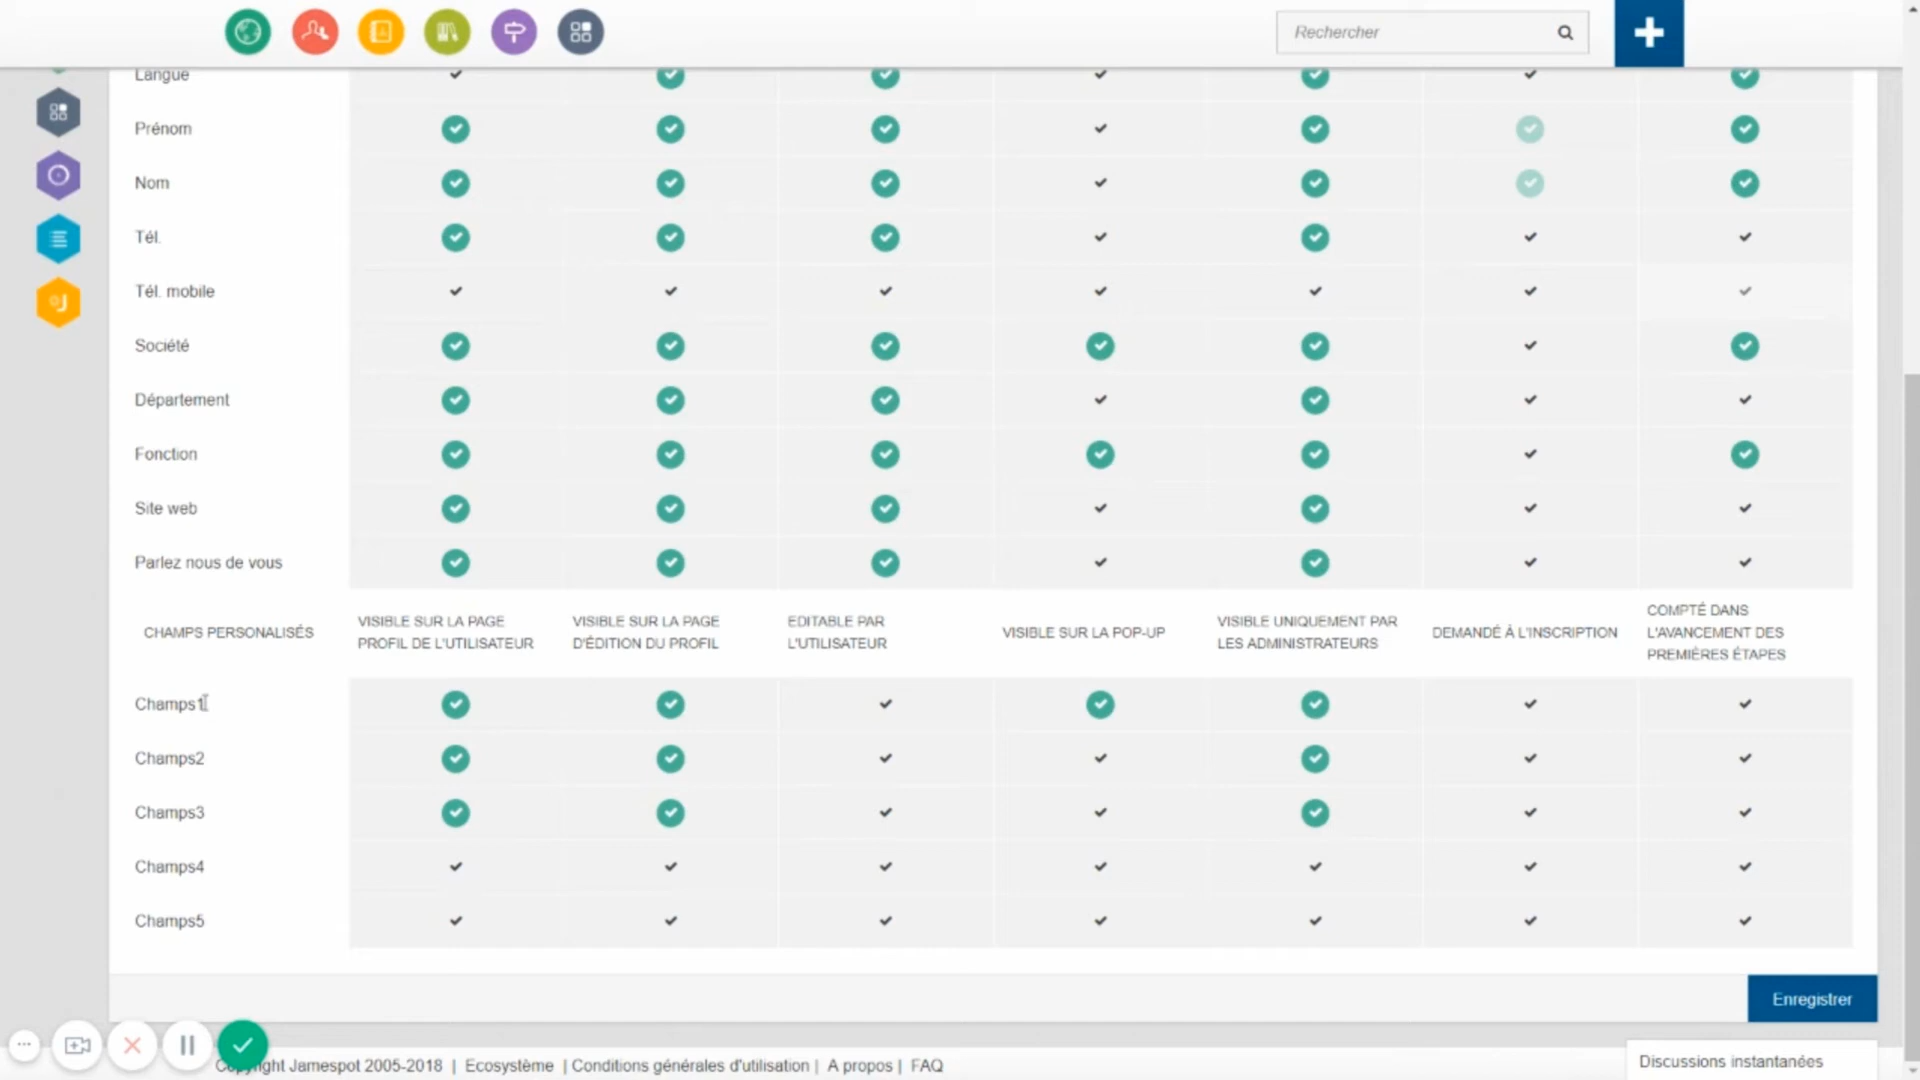 Rechercher
Langue
Prénom
Nom
Tél.
Tél. mobile
Société
Département
Fonction
Site web
Parlez nous de vous
CHAMPS PERSONALISÉS
VISIBLE SUR LA PAGE
PROFIL DE L'UTILISATEUR
VISIBLE SUR LA PAGE
D'ÉDITION DU PROFIL
EDITABLE PAR
L'UTILISATEUR
VISIBLE SUR LA POP-UP
VISIBLE UNIQUEMENT PAR
LES ADMINISTRATEURS
DEMANDÉ À L'INSCRIPTION
COMPTÉ DANS
L'AVANCEMENT DES
PREMIÈRES ÉTAPES
Champs1
Champs2
Champs3
Champs4
Champs5
Enregistrer
Copyright Jamespot 2005-2018 | Ecosystème | Conditions générales d'utilisation | A propos | FAQ
Discussions instantanées